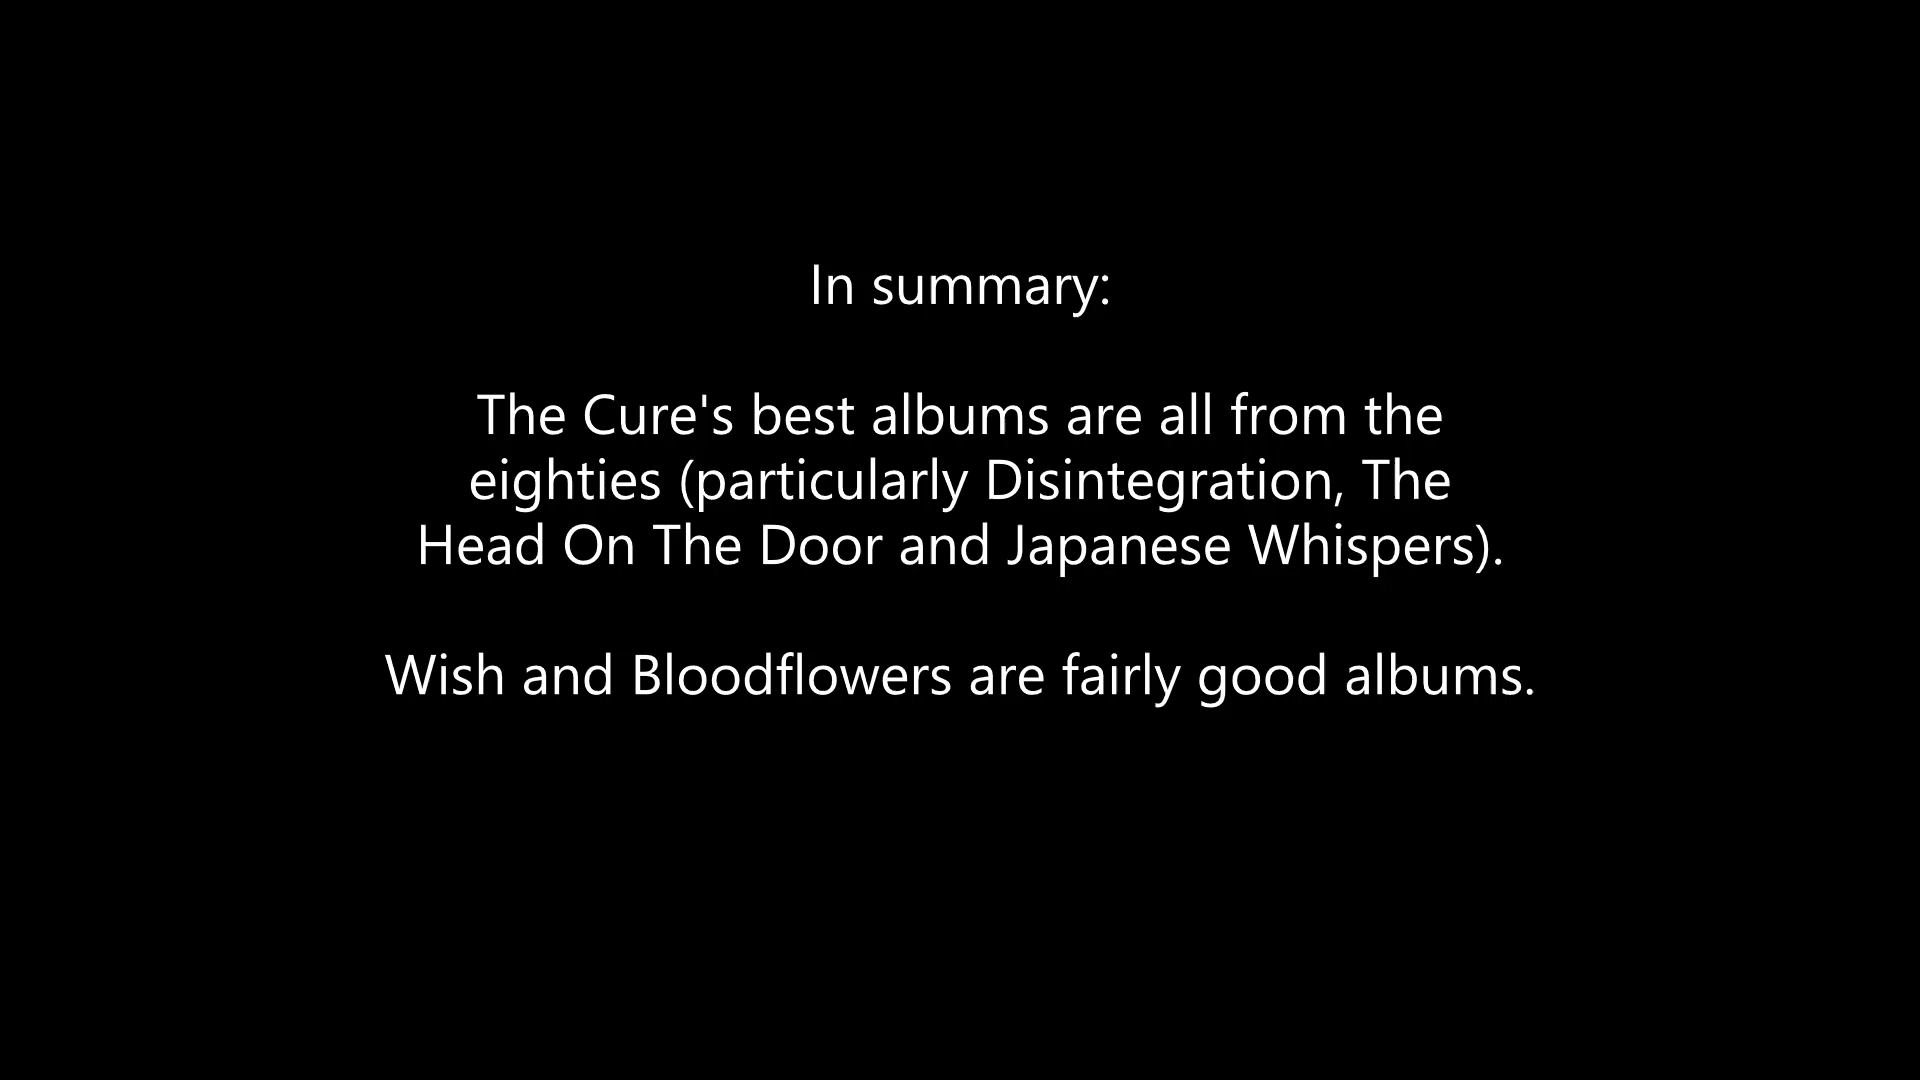 In summary:
The Cure's best albums are all from the
eighties (particularly Disintegration, The
Head On The Door and Japanese Whispers).
Wish and Bloodflowers are fairly good albums.